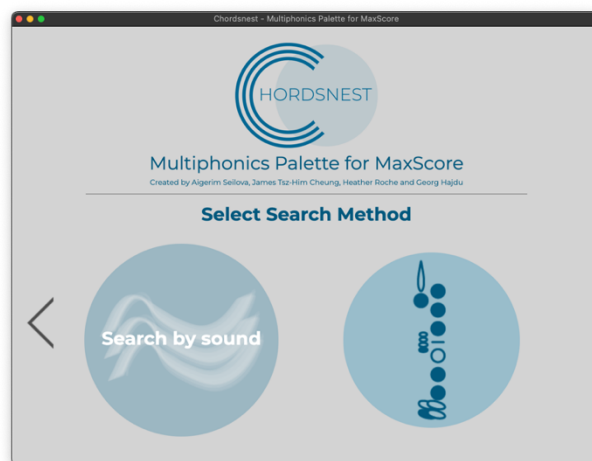 Chordsnest - Multiphonics Palette for MaxScore
CHORDSNEST
Multiphonics Palette for MaxScore
Created by Aigerim Seilova, James Tsz-Him Cheung, Heather Roche and Georg Hajdu
Select Search Method
Search by sound